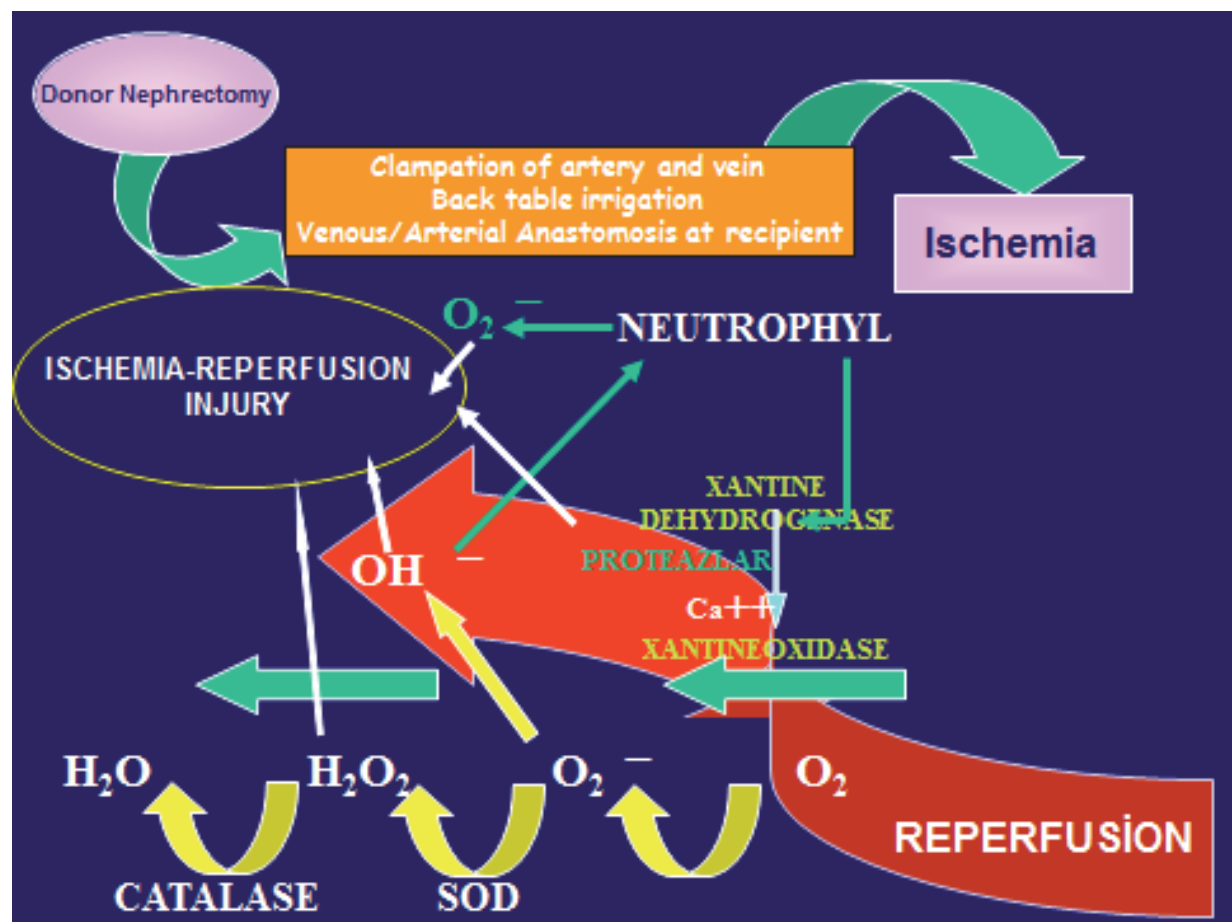 Donor Nephrectomy
Clampation of artery and vein
Back table irrigation
Venous/Arterial Anastomosis at recipient
Ischemia
O₂⁻
NEUTROPHYL
ISCHEMIA-REPERFUSION
INJURY
XANTINE
DEHYDROGENASE
PROTEAZLAR
OH⁻
Ca++
XANTINEOXIDASE
H₂O
H₂O₂
O₂⁻
O₂
REPERFUSİON
CATALASE
SOD